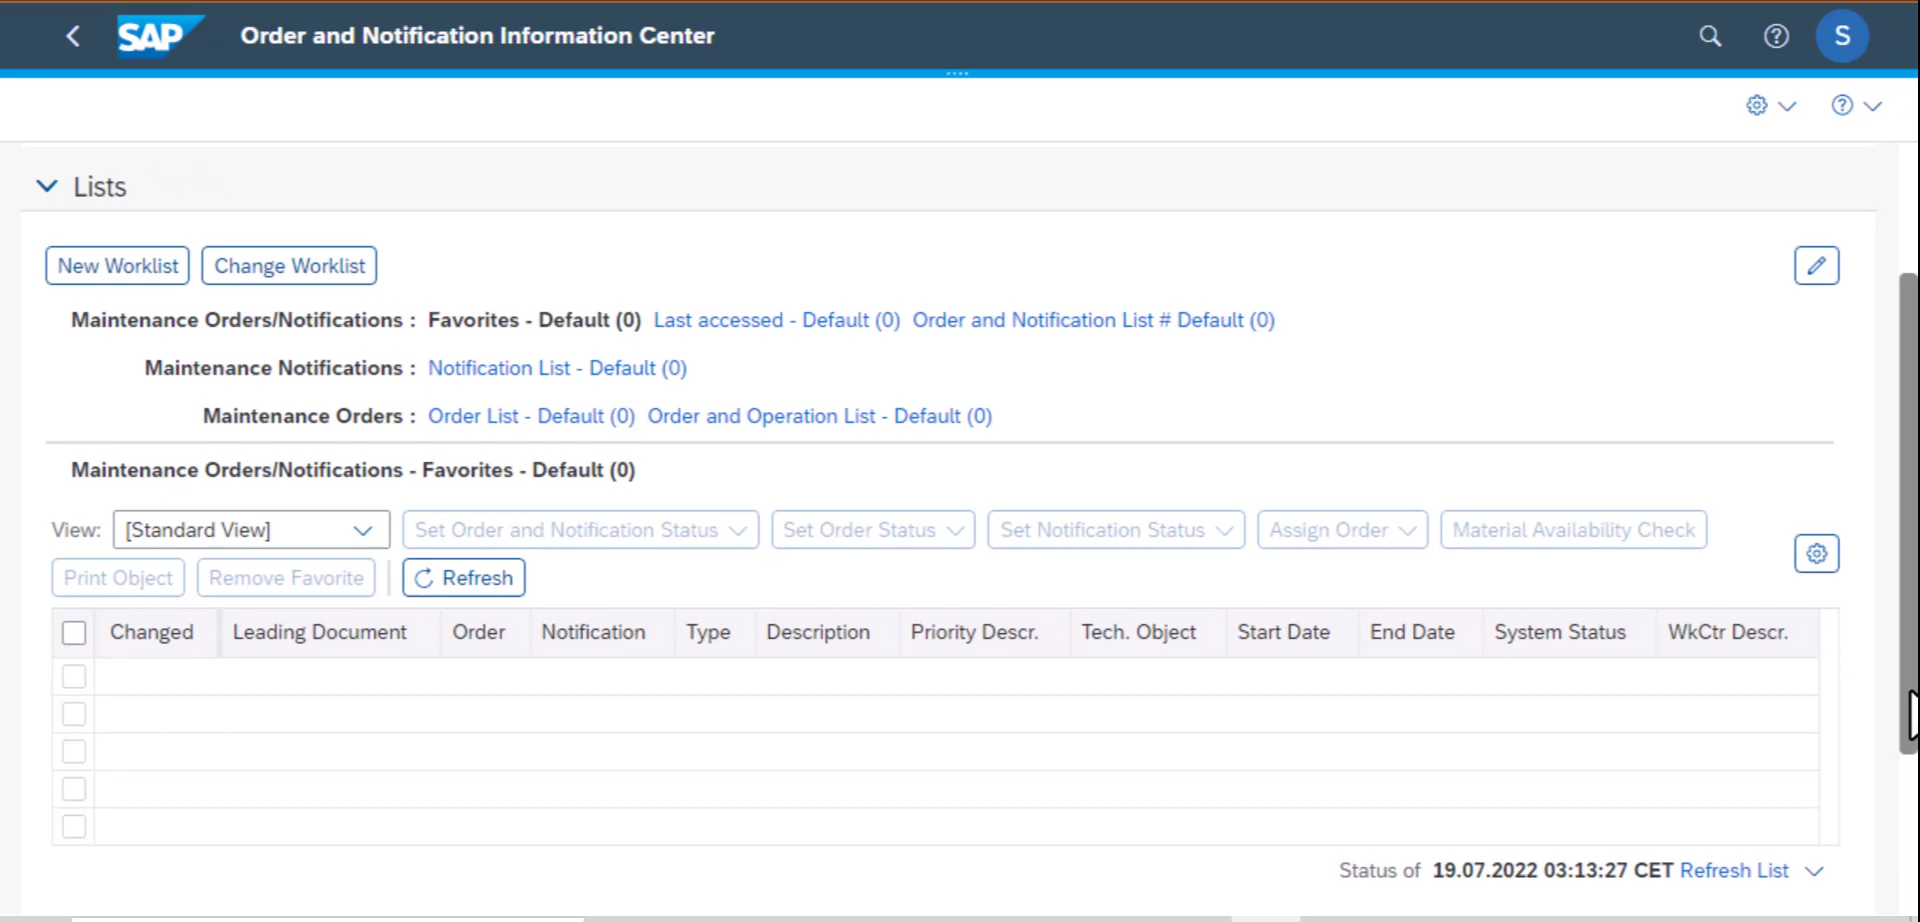 SAP Order and Notification Information Center S
Lists
New Worklist Change Worklist
Maintenance Orders/Notifications : Favorites - Default (0) Last accessed - Default (0) Order and Notification List # Default (0)
Maintenance Notifications : Notification List - Default (0)
Maintenance Orders : Order List - Default (0) Order and Operation List - Default (0)
Maintenance Orders/Notifications - Favorites - Default (0)
View: [Standard View] Set Order and Notification Status Set Order Status Set Notification Status Assign Order Material Availability Check
Print Object Remove Favorite Refresh
Changed Leading Document Order Notification Type Description Priority Descr. Tech. Object Start Date End Date System Status WkCtr Descr.
Status of 19.07.2022 03:13:27 CET Refresh List